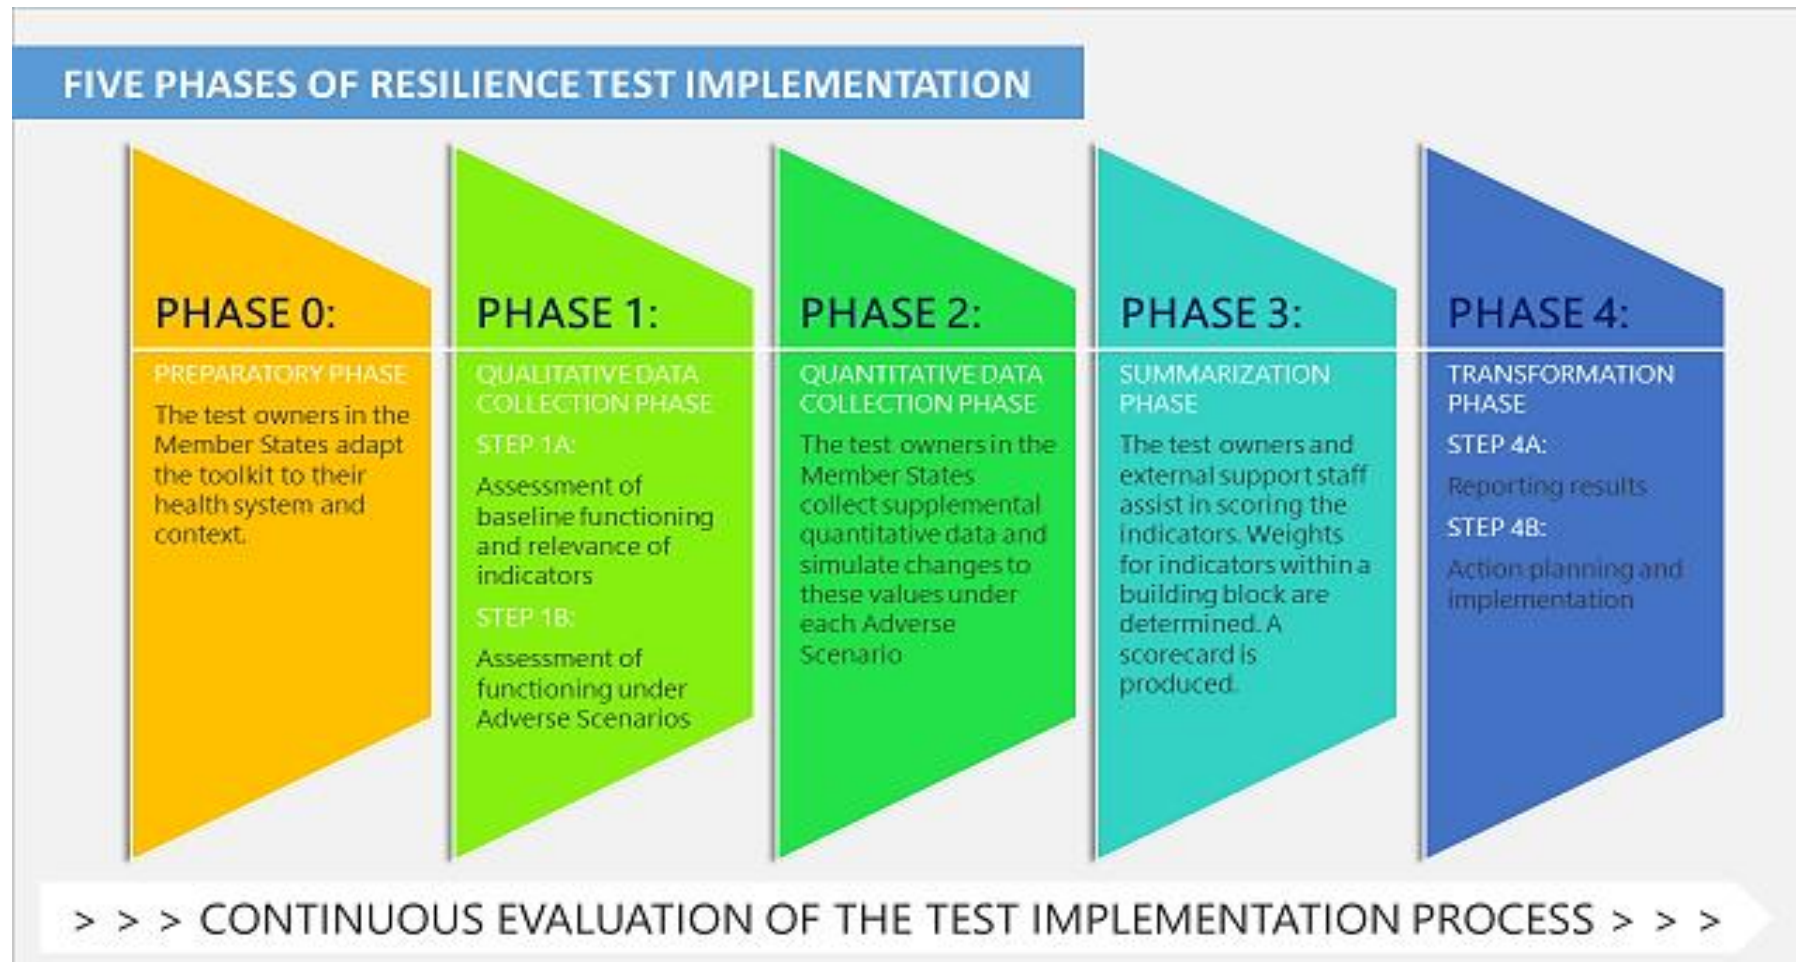 FIVE PHASES OF RESILIENCE TEST IMPLEMENTATION
PHASE 0:
PREPARATORY PHASE
The test owners in the
Member States adapt
the toolkit to their
health system and
context.
PHASE 1:
QUALITATIVE DATA
COLLECTION PHASE
STEP 1A:
Assessment of
baseline functioning
and relevance of
indicators
STEP 1B:
Assessment of
functioning under
Adverse Scenarios
PHASE 2:
QUANTITATIVE DATA
COLLECTION PHASE
The test owners in the
Member States
collect supplemental
quantitative data and
simulate changes to
these values under
each Adverse
Scenario
PHASE 3:
SUMMARIZATION
PHASE
The test owners and
external support staff
assist in scoring the
indicators. Weights
for indicators within a
building block are
determined. A
scorecard is
produced.
PHASE 4:
TRANSFORMATION
PHASE
STEP 4A:
Reporting results
STEP 4B:
Action planning and
implementation
> > > CONTINUOUS EVALUATION OF THE TEST IMPLEMENTATION PROCESS > > >